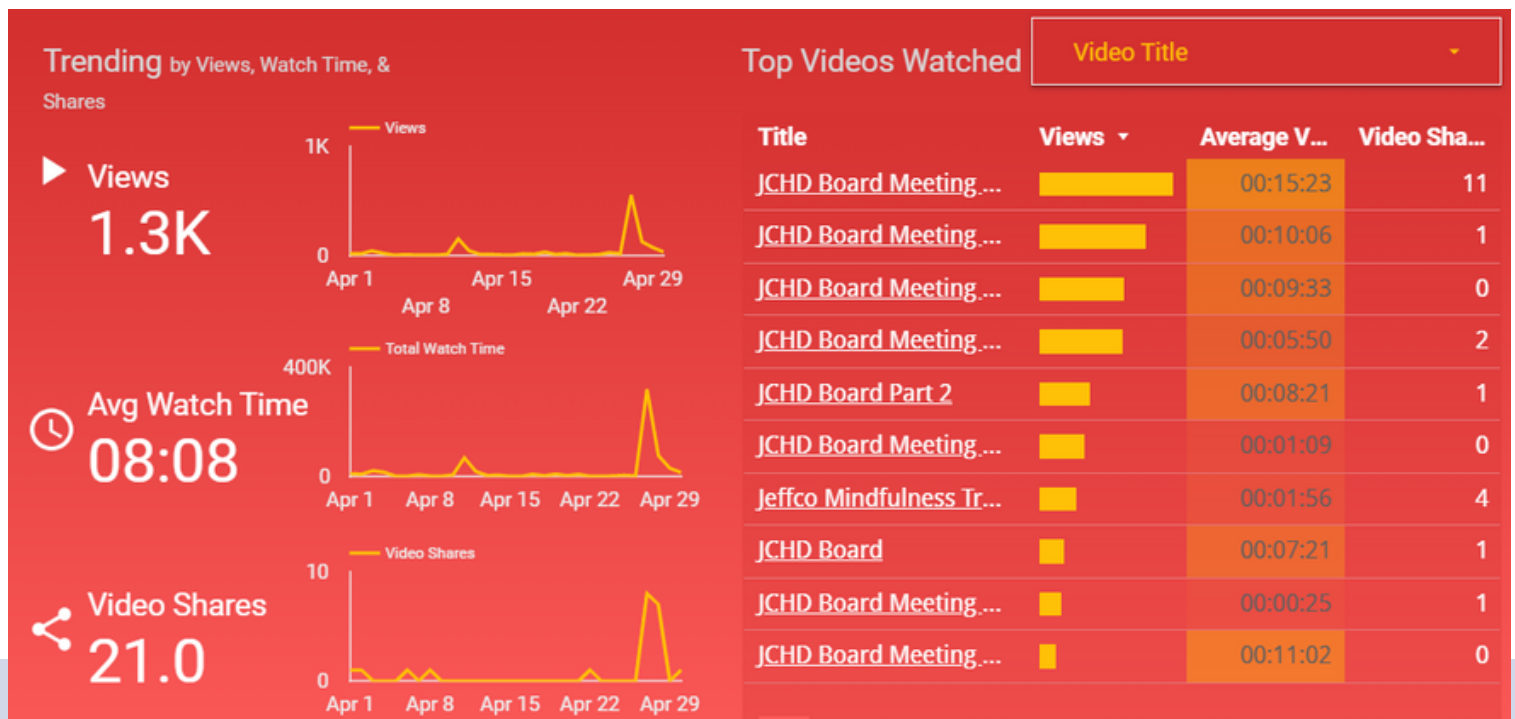 Trending by Views, Watch Time, &
Shares
Views
1.3K
Views
1K
0
Apr 1 Apr 15 Apr 29
Apr 8 Apr 22
Avg Watch Time
08:08
Total Watch Time
400K
0
Apr 1 Apr 8 Apr 15 Apr 22 Apr 29
Video Shares
21.0
Video Shares
10
0
Apr 1 Apr 8 Apr 15 Apr 22 Apr 29
Top Videos Watched
Video Title
Title Views Average V... Video Sha...
JCHD Board Meeting ... 00:15:23 11
JCHD Board Meeting ... 00:10:06 1
JCHD Board Meeting ... 00:09:33 0
JCHD Board Meeting ... 00:05:50 2
JCHD Board Part 2 00:08:21 1
JCHD Board Meeting ... 00:01:09 0
Jeffco Mindfulness Tr... 00:01:56 4
JCHD Board 00:07:21 1
JCHD Board Meeting ... 00:00:25 1
JCHD Board Meeting ... 00:11:02 0